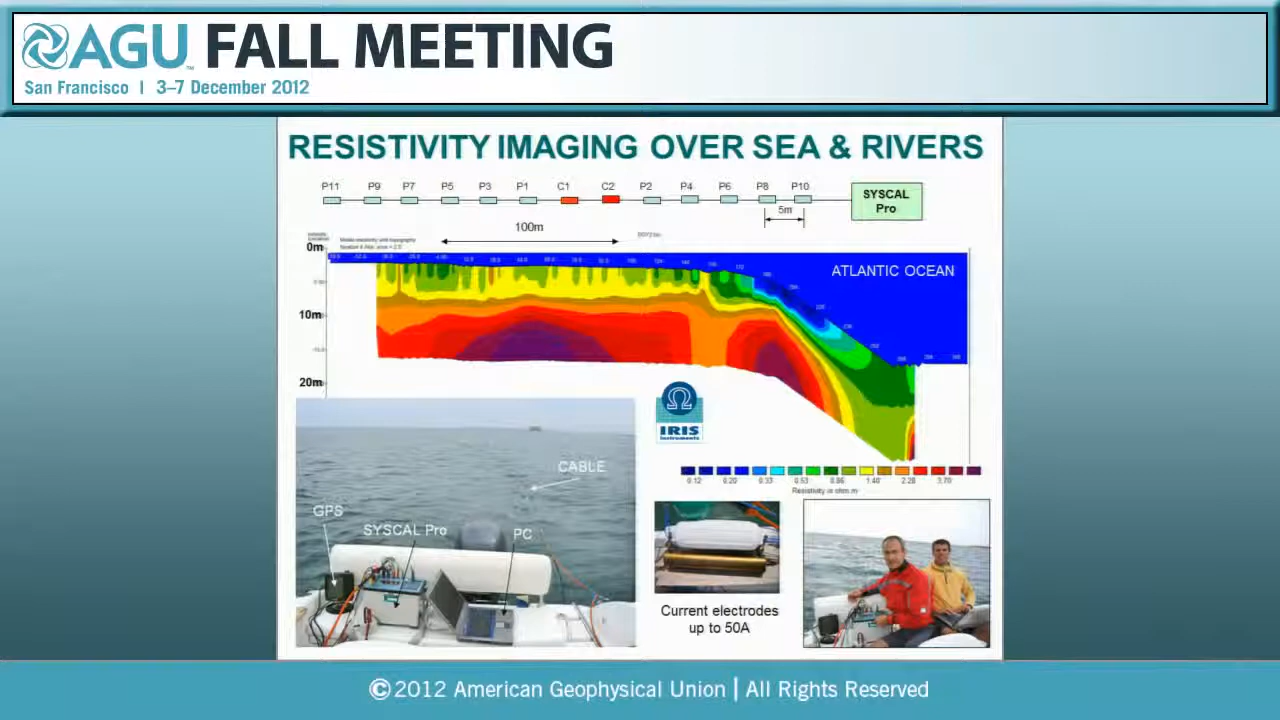 AGU FALL MEETING
San Francisco | 3–7 December 2012
RESISTIVITY IMAGING OVER SEA & RIVERS
P11 P9 P7 P5 P3 P1 C1 C2 P2 P4 P6 P8 P10
SYSCAL
Pro
5m
100m
0m
ATLANTIC OCEAN
10m
20m
IRIS
Instruments
CABLE
GPS
SYSCAL Pro
PC
0.12 0.20 0.33 0.53 0.86 1.40 2.28 3.70
Resistivity in ohm.m
Current electrodes
up to 50A
©2012 American Geophysical Union | All Rights Reserved